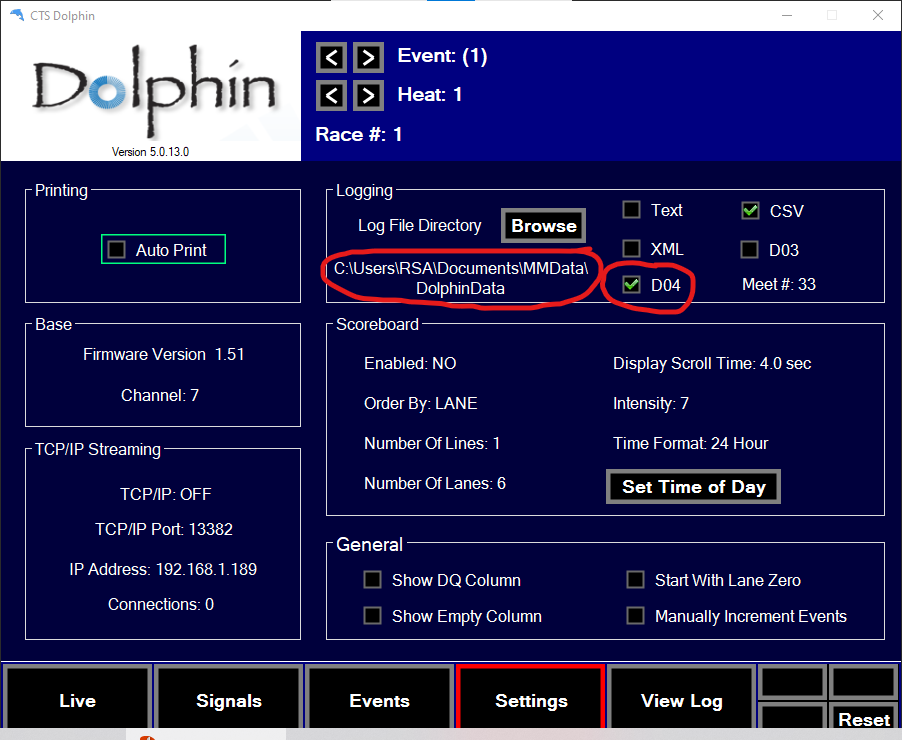 CTS Dolphin
Dolphin
Version 5.0.13.0
< > Event: (1)
< > Heat: 1
Race #: 1
Printing
Auto Print
Logging
Log File Directory
Browse
C:\Users\RSA\Documents\MMData\
DolphinData
Text
CSV
XML
D03
D04
Meet #: 33
Base
Firmware Version 1.51
Channel: 7
Scoreboard
Enabled: NO
Display Scroll Time: 4.0 sec
Order By: LANE
Intensity: 7
Number Of Lines: 1
Time Format: 24 Hour
Number Of Lanes: 6
Set Time of Day
TCP/IP Streaming
TCP/IP: OFF
TCP/IP Port: 13382
IP Address: 192.168.1.189
Connections: 0
General
Show DQ Column
Start With Lane Zero
Show Empty Column
Manually Increment Events
Live
Signals
Events
Settings
View Log
Reset